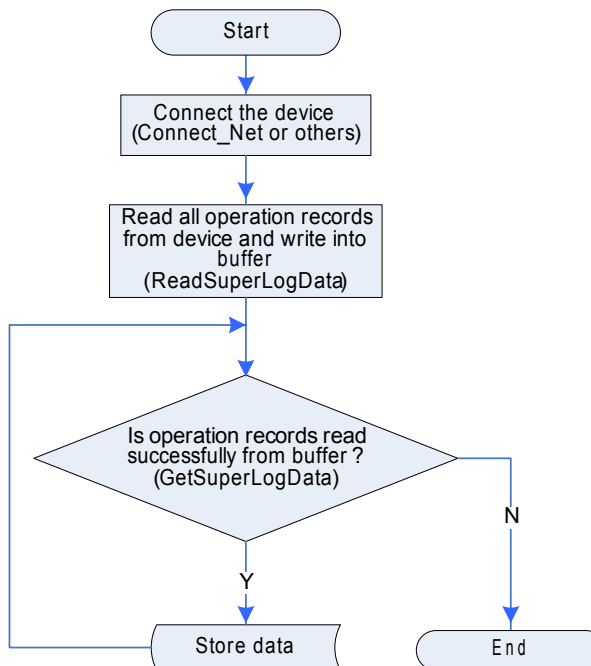 Start
Connect the device
(Connect_Net or others)
Read all operation records
from device and write into
buffer
(ReadSuperLogData)
Is operation records read
successfully from buffer ?
(GetSuperLogData)
N
Y
Store data
End